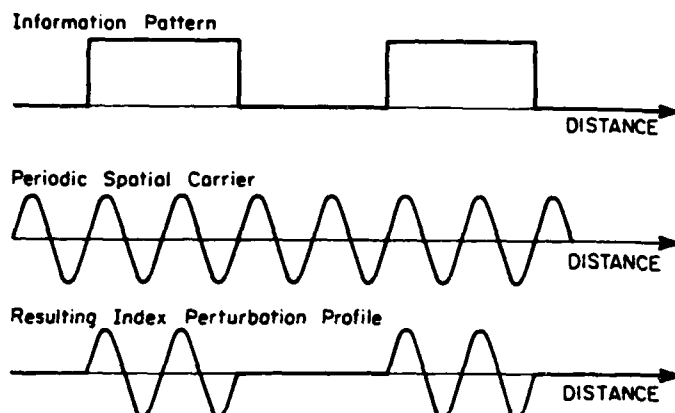 Information Pattern
DISTANCE
Periodic Spatial Carrier
DISTANCE
Resulting Index Perturbation Profile
DISTANCE